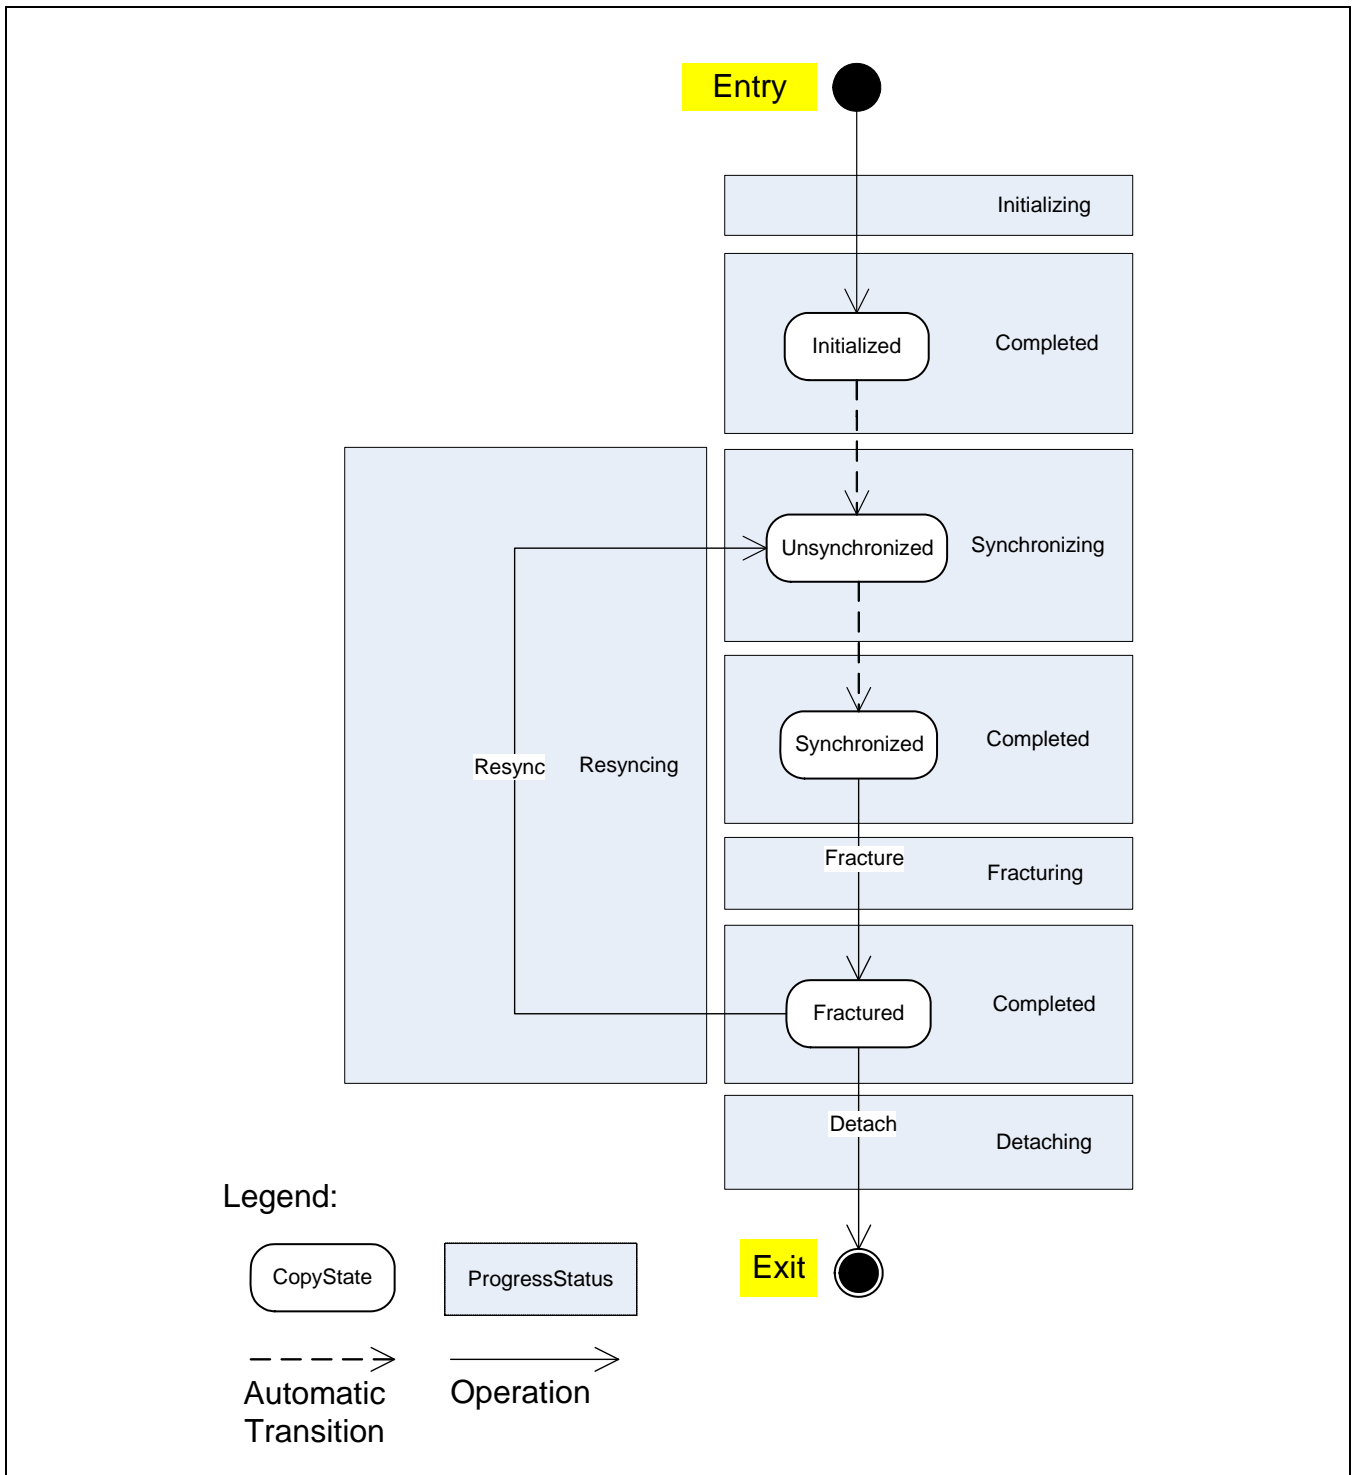 Entry
Initializing
Initialized
Completed
Unsynchronized
Synchronizing
Synchronized
Completed
Resync
Resyncing
Fracture
Fracturing
Fractured
Completed
Detach
Detaching
Legend:
Exit
CopyState
ProgressStatus
Automatic
Transition
Operation